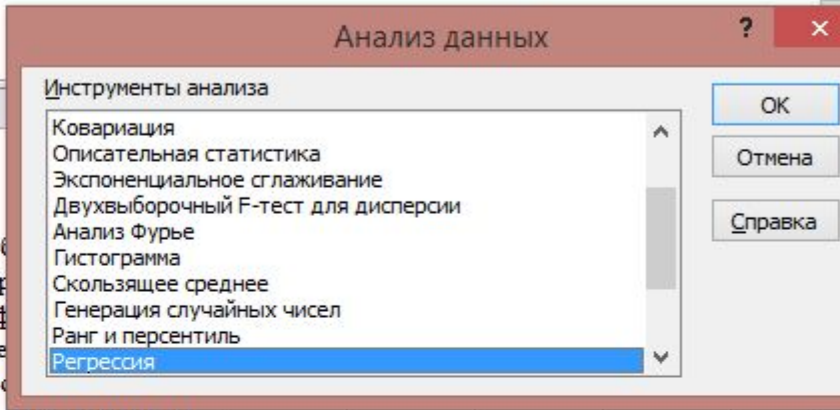 Анализ данных
?
Инструменты анализа
Ковариация
Описательная статистика
Экспоненциальное сглаживание
Двухвыборочный F-тест для дисперсии
Анализ Фурье
Гистограмма
Скользящее среднее
Генерация случайных чисел
Ранг и персентиль
Регрессия
ОК
Отмена
Справка